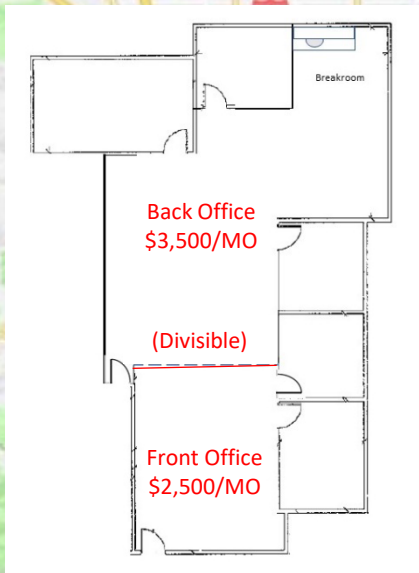 Breakroom
Back Office
$3,500/MO
(Divisible)
Front Office
$2,500/MO